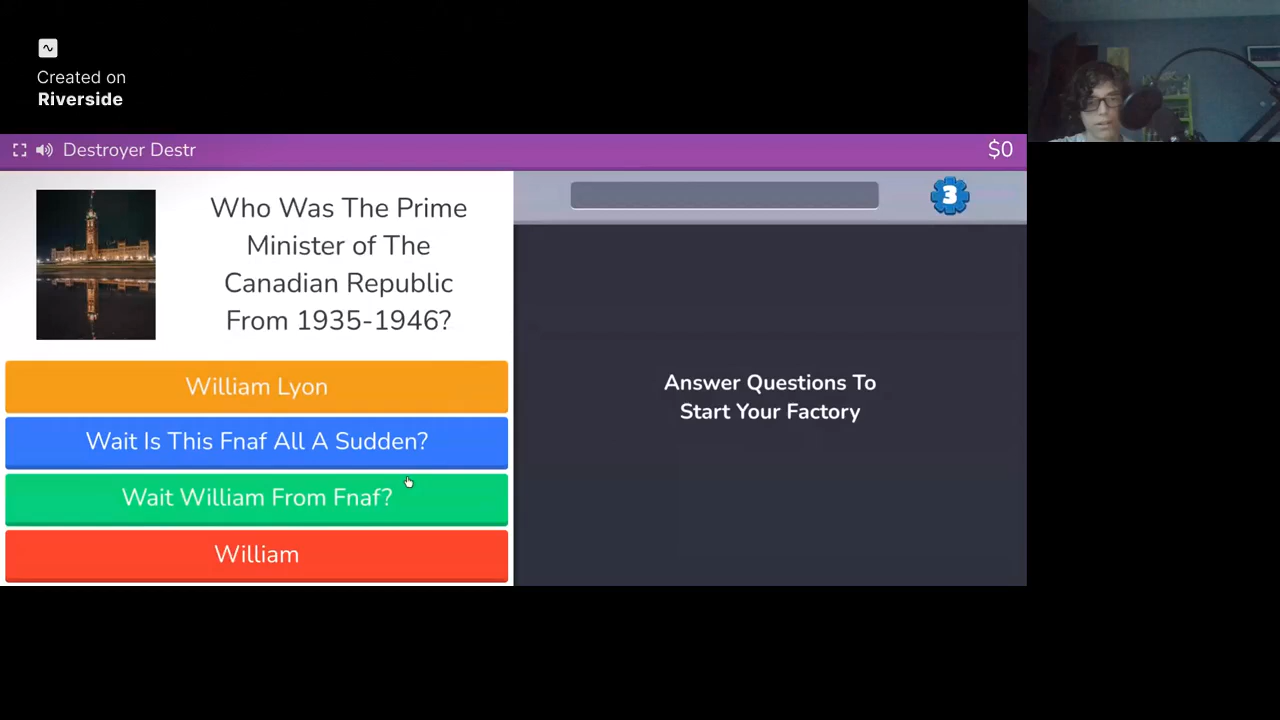 Created on
Riverside
Destroyer Destr
$0
Who Was The Prime
Minister of The
Canadian Republic
From 1935-1946?
3
William Lyon
Wait Is This Fnaf All A Sudden?
Wait William From Fnaf?
William
Answer Questions To
Start Your Factory